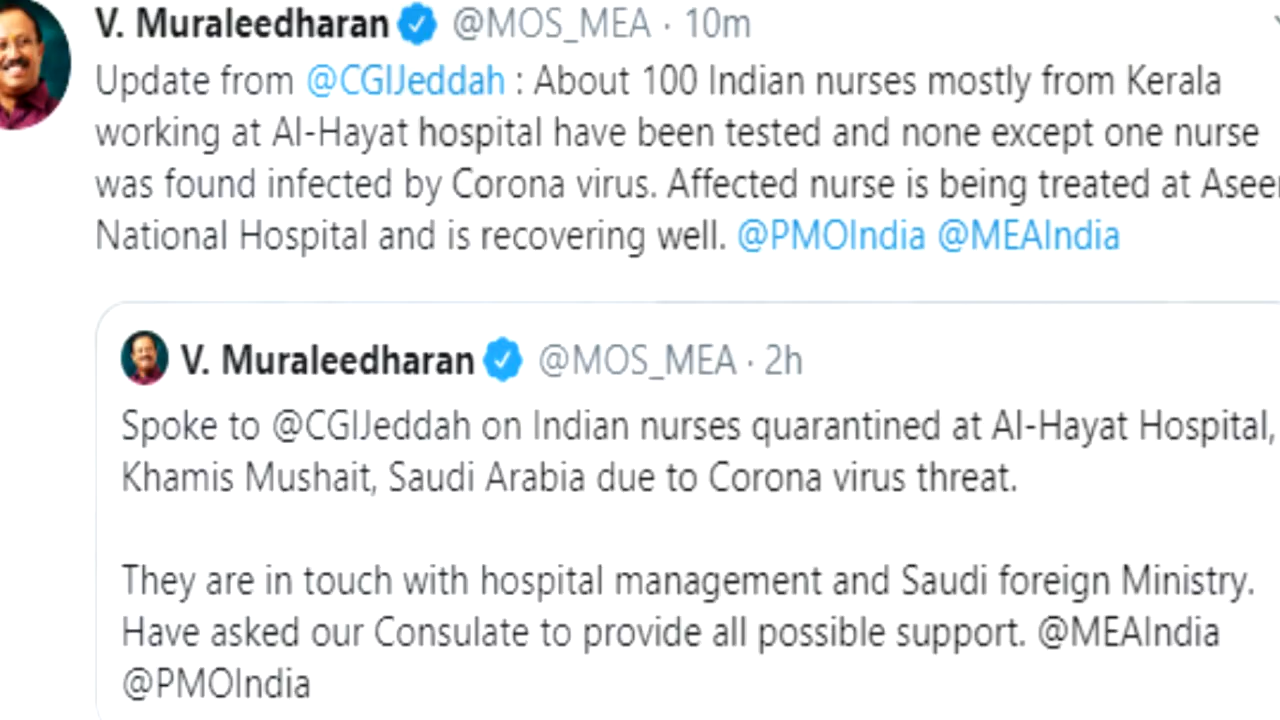 V. Muraleedharan @MOS_MEA · 10m
Update from @CGIJeddah : About 100 Indian nurses mostly from Kerala
working at Al-Hayat hospital have been tested and none except one nurse
was found infected by Corona virus. Affected nurse is being treated at Aseer
National Hospital and is recovering well. @PMOIndia @MEAIndia
V. Muraleedharan @MOS_MEA · 2h
Spoke to @CGIJeddah on Indian nurses quarantined at Al-Hayat Hospital,
Khamis Mushait, Saudi Arabia due to Corona virus threat.
They are in touch with hospital management and Saudi foreign Ministry.
Have asked our Consulate to provide all possible support. @MEAIndia
@PMOIndia